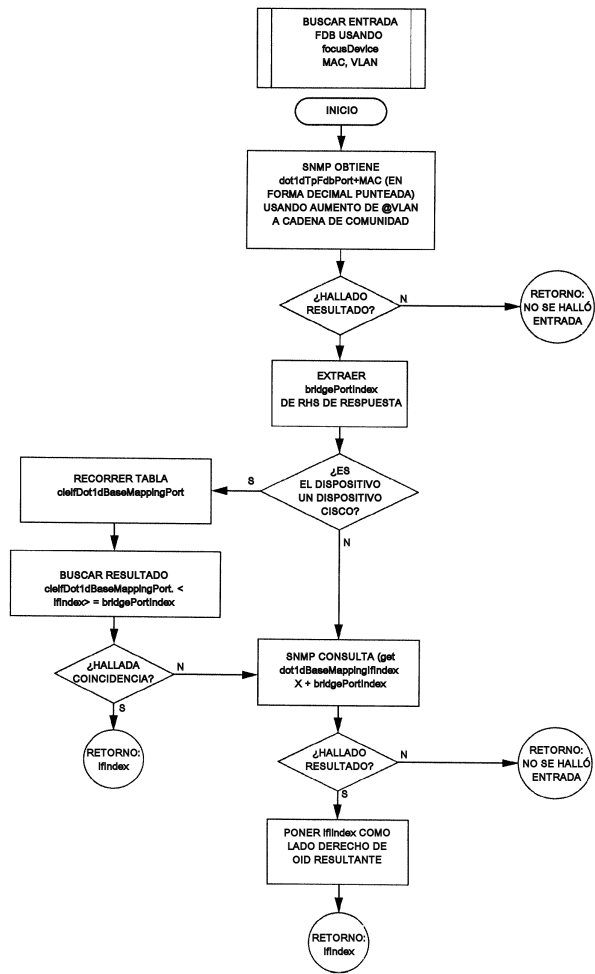 BUSCAR ENTRADA
FDB USANDO
focusDevice
MAC, VLAN
INICIO
SNMP OBTIENE
dot1dTpFdbPort+MAC (EN
FORMA DECIMAL PUNTEADA)
USANDO AUMENTO DE @VLAN
A CADENA DE COMUNIDAD
¿HALLADO
RESULTADO?
N
RETORNO:
NO SE HALLÓ
ENTRADA
EXTRAER
bridgePortIndex
DE RHS DE RESPUESTA
¿ES
EL DISPOSITIVO
UN DISPOSITIVO
CISCO?
S
N
RECORRER TABLA
cieIfDot1dBaseMappingPort
BUSCAR RESULTADO
cieIfDot1dBaseMappingPort. <
ifIndex> = bridgePortIndex
¿HALLADA
COINCIDENCIA?
N
S
RETORNO:
ifIndex
SNMP CONSULTA (get
dot1dBaseMappingIfIndex
X + bridgePortIndex
¿HALLADO
RESULTADO?
N
S
RETORNO:
NO SE HALLÓ
ENTRADA
PONER ifIndex COMO
LADO DERECHO DE
OID RESULTANTE
RETORNO:
ifIndex